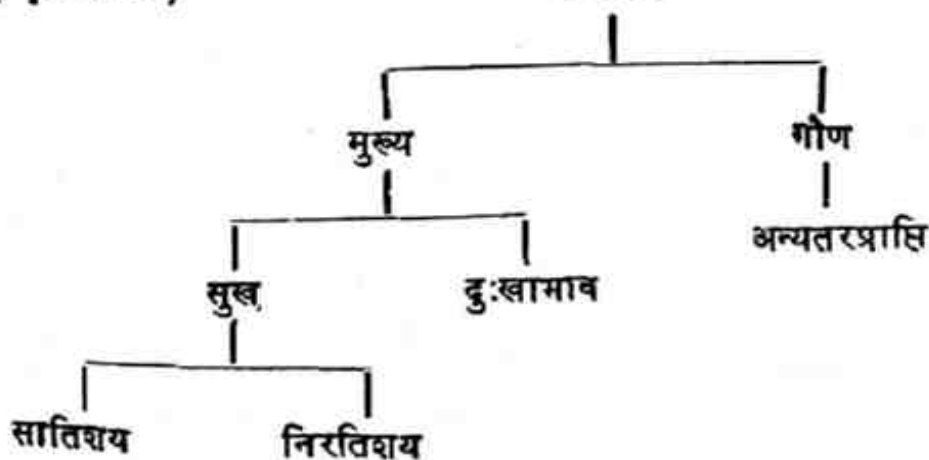 मुख्य गौण
अन्यतरप्राप्ति
सुख दुःखाभाव
सातिशय निरतिशय